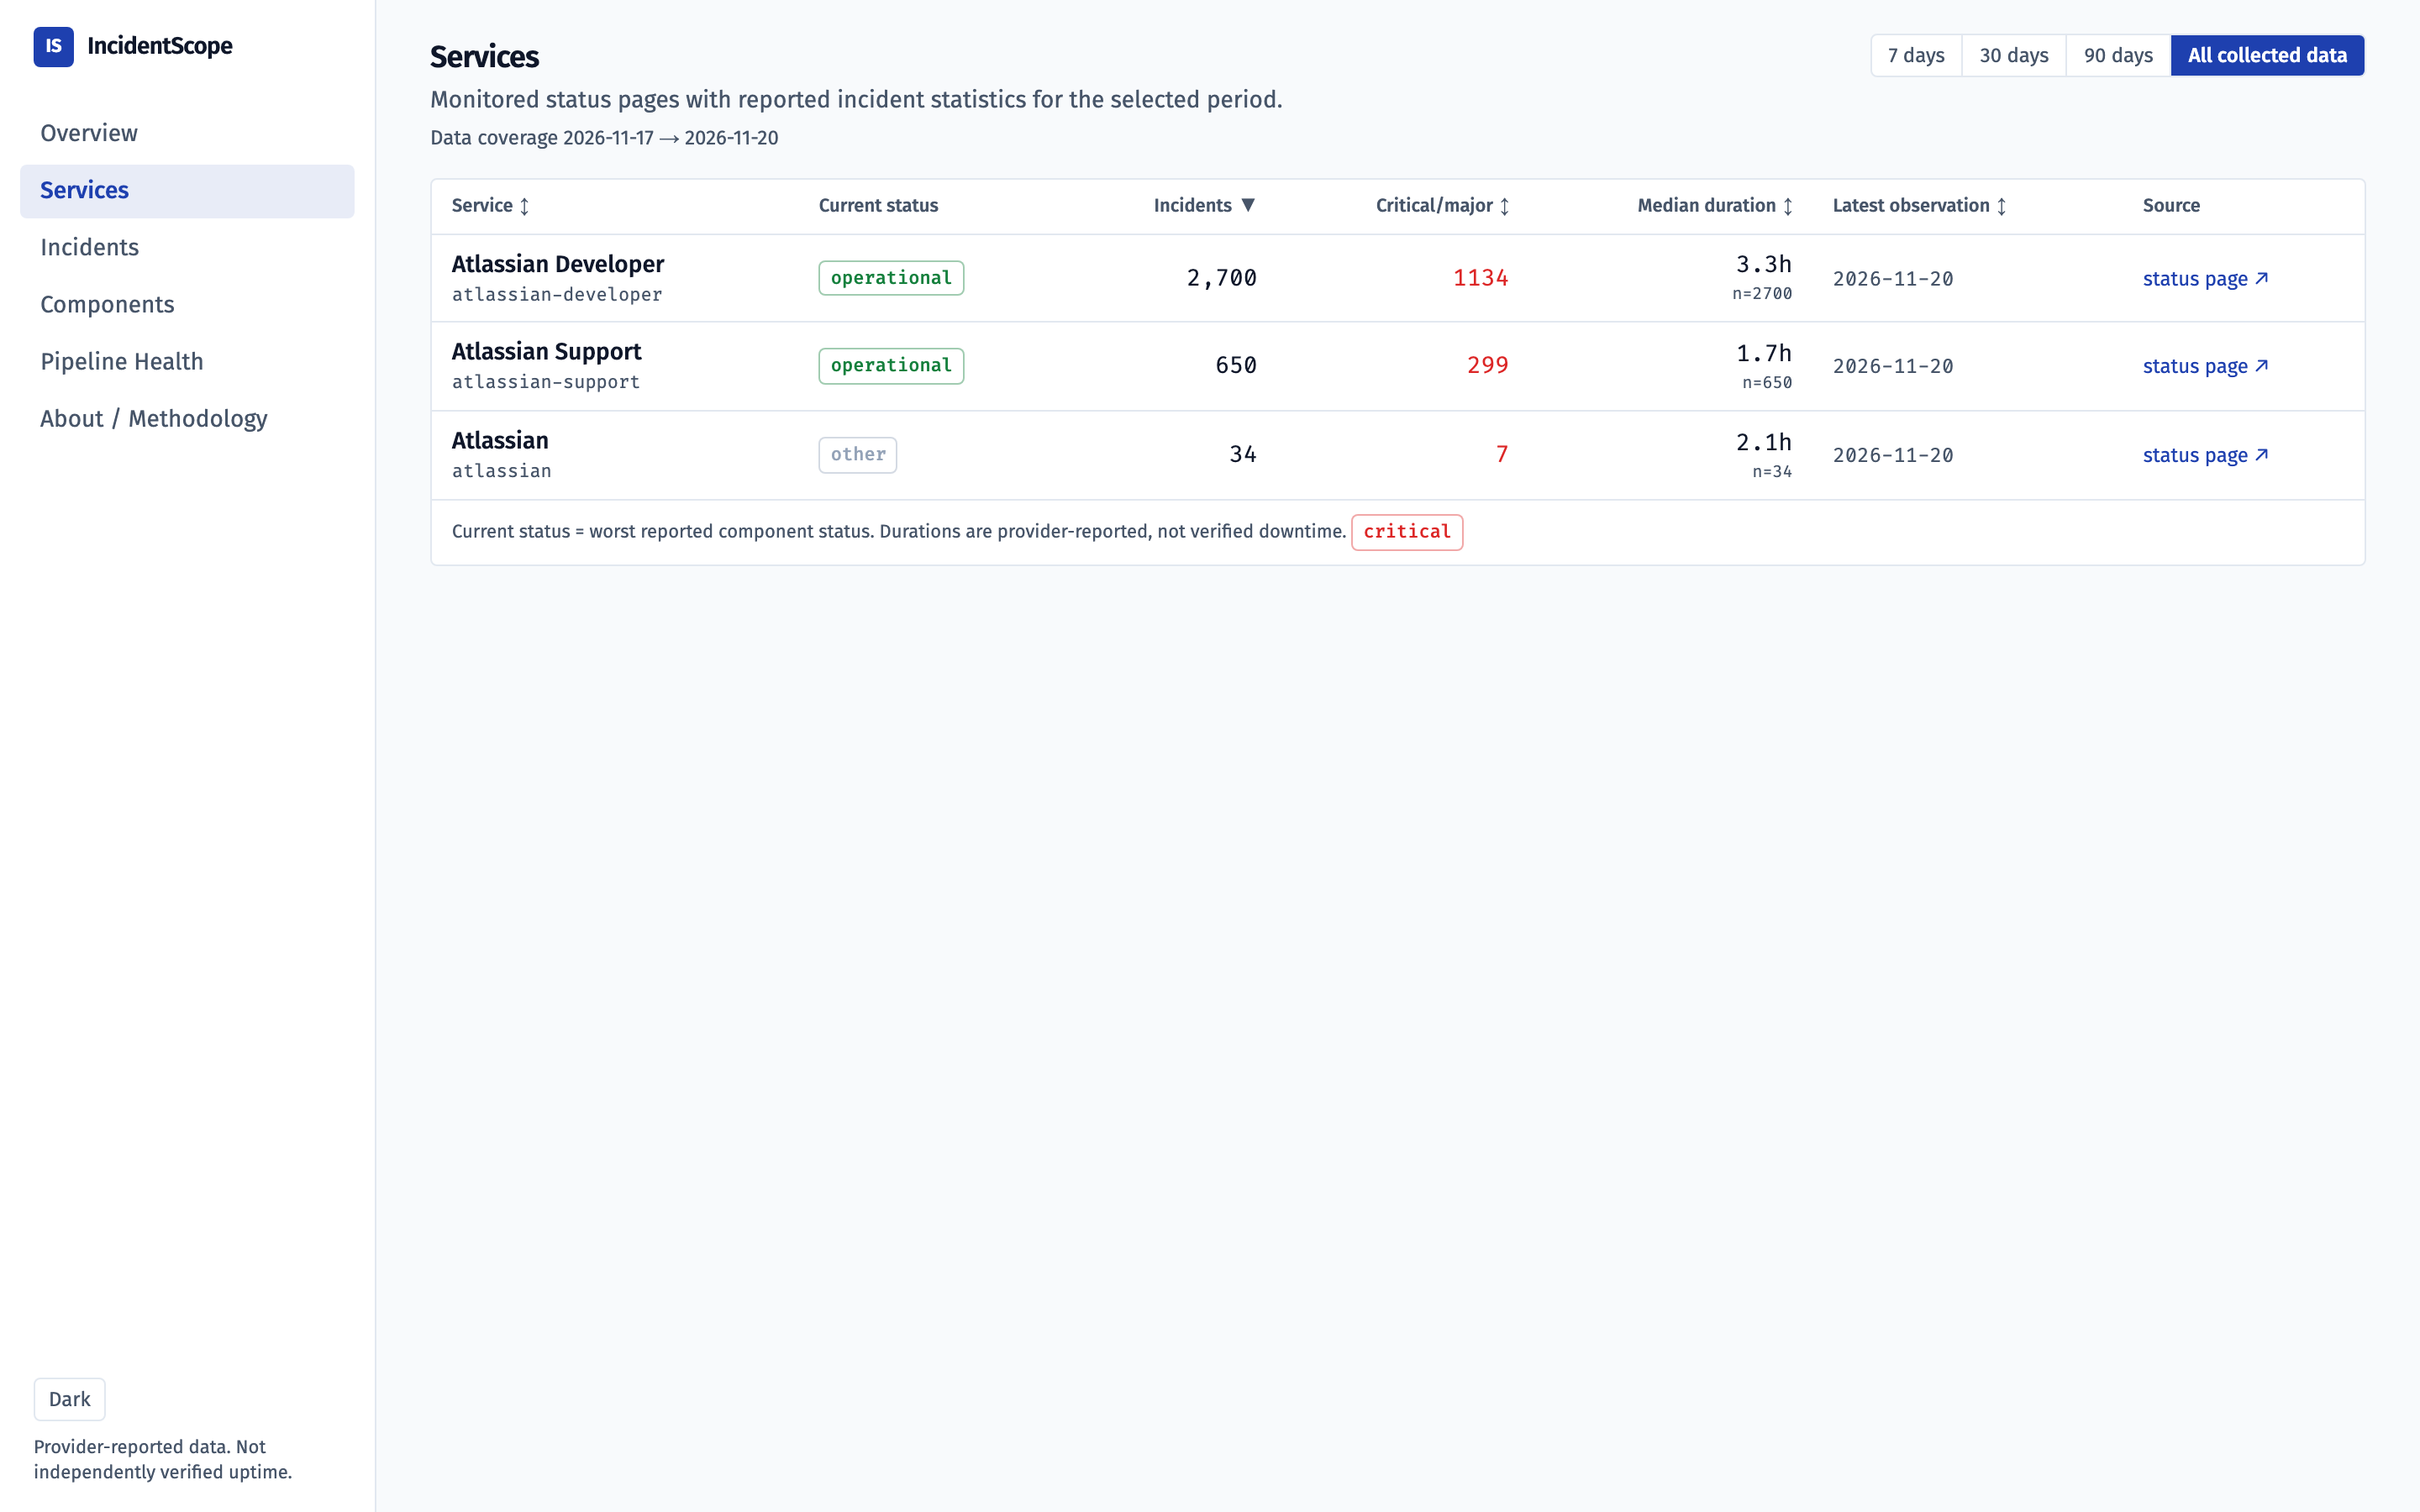 IS IncidentScope
Overview
Services
Incidents
Components
Pipeline Health
About / Methodology
Dark
Provider-reported data. Not
independently verified uptime.
Services
7 days 30 days 90 days All collected data
Monitored status pages with reported incident statistics for the selected period.
Data coverage 2026-11-17 → 2026-11-20
Service ↕ Current status Incidents ▼ Critical/major ↕ Median duration ↕ Latest observation ↕ Source
Atlassian Developer operational 2,700 1134 3.3h 2026-11-20 status page ↗
atlassian-developer n=2700
Atlassian Support operational 650 299 1.7h 2026-11-20 status page ↗
atlassian-support n=650
Atlassian other 34 7 2.1h 2026-11-20 status page ↗
atlassian n=34
Current status = worst reported component status. Durations are provider-reported, not verified downtime. critical